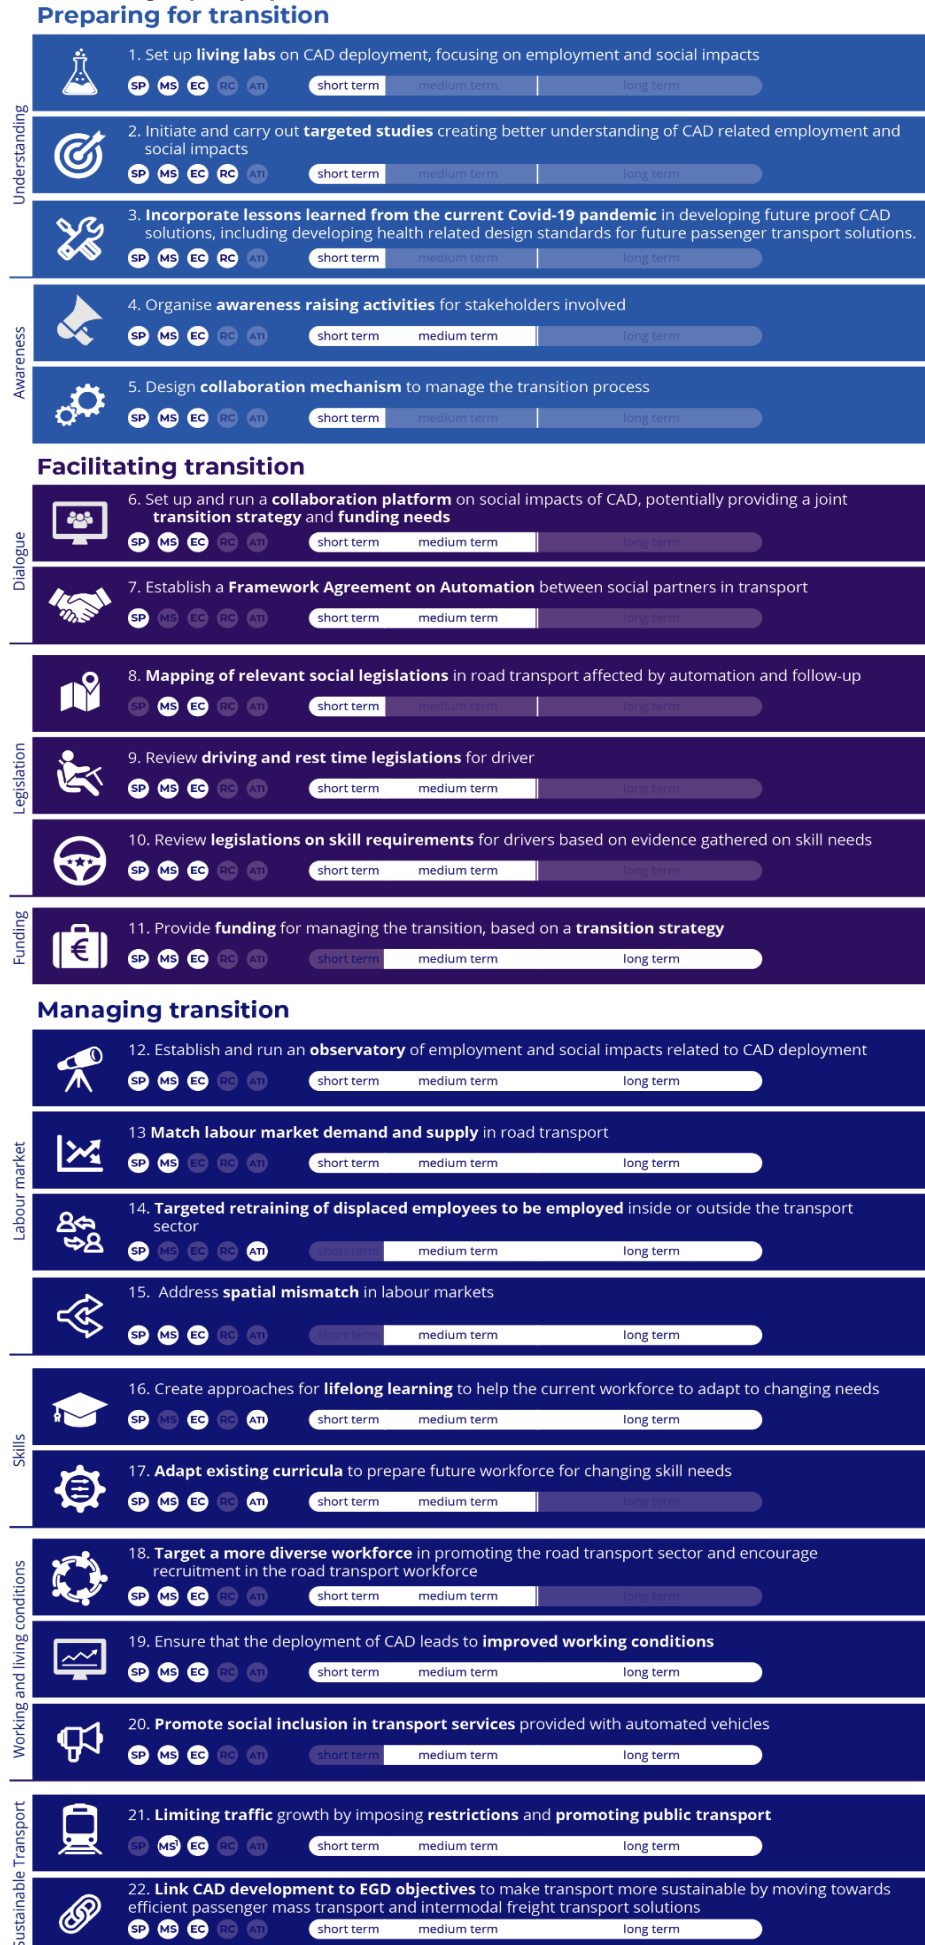 Preparing for transition
Understanding
1. Set up living labs on CAD deployment, focusing on employment and social impacts
SP MS EC RC ATI short term medium term long term
2. Initiate and carry out targeted studies creating better understanding of CAD related employment and
social impacts
SP MS EC RC ATI short term medium term long term
3. Incorporate lessons learned from the current Covid-19 pandemic in developing future proof CAD
solutions, including developing health related design standards for future passenger transport solutions.
SP MS EC RC ATI short term medium term long term
Awareness
4. Organise awareness raising activities for stakeholders involved
SP MS EC RC ATI short term medium term long term
5. Design collaboration mechanism to manage the transition process
SP MS EC RC ATI short term medium term long term
Facilitating transition
Dialogue
6. Set up and run a collaboration platform on social impacts of CAD, potentially providing a joint
transition strategy and funding needs
SP MS EC RC ATI short term medium term long term
7. Establish a Framework Agreement on Automation between social partners in transport
SP MS EC RC ATI short term medium term long term
Legislation
8. Mapping of relevant social legislations in road transport affected by automation and follow-up
SP MS EC RC ATI short term medium term long term
9. Review driving and rest time legislations for driver
SP MS EC RC ATI short term medium term long term
10. Review legislations on skill requirements for drivers based on evidence gathered on skill needs
SP MS EC RC ATI short term medium term long term
Funding
11. Provide funding for managing the transition, based on a transition strategy
SP MS EC RC ATI short term medium term long term
Managing transition
Labour market
12. Establish and run an observatory of employment and social impacts related to CAD deployment
SP MS EC RC ATI short term medium term long term
13 Match labour market demand and supply in road transport
SP MS EC RC ATI short term medium term long term
14. Targeted retraining of displaced employees to be employed inside or outside the transport
sector
SP MS EC RC ATI short term medium term long term
15. Address spatial mismatch in labour markets
SP MS EC RC ATI short term medium term long term
Skills
16. Create approaches for lifelong learning to help the current workforce to adapt to changing needs
SP MS EC RC ATI short term medium term long term
17. Adapt existing curricula to prepare future workforce for changing skill needs
SP MS EC RC ATI short term medium term long term
Working and living conditions
18. Target a more diverse workforce in promoting the road transport sector and encourage
recruitment in the road transport workforce
SP MS EC RC ATI short term medium term long term
19. Ensure that the deployment of CAD leads to improved working conditions
SP MS EC RC ATI short term medium term long term
20. Promote social inclusion in transport services provided with automated vehicles
SP MS EC RC ATI short term medium term long term
Sustainable Transport
21. Limiting traffic growth by imposing restrictions and promoting public transport
SP MS¹ EC RC ATI short term medium term long term
22. Link CAD development to EGD objectives to make transport more sustainable by moving towards
efficient passenger mass transport and intermodal freight transport solutions
SP MS EC RC ATI short term medium term long term